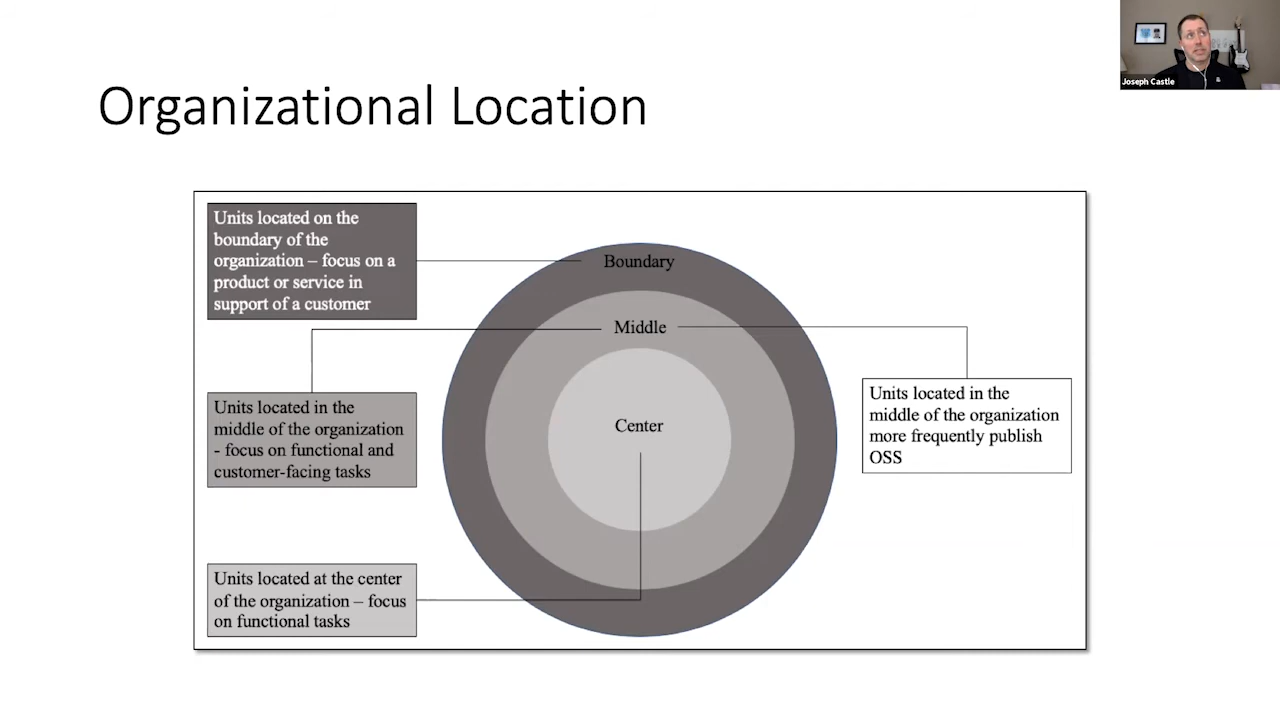 Joseph Castle
Organizational Location
Units located on the
boundary of the
organization – focus on a
product or service in
support of a customer
Boundary
Middle
Center
Units located in the
middle of the organization
- focus on functional and
customer-facing tasks
Units located in the
middle of the organization
more frequently publish
OSS
Units located at the center
of the organization – focus
on functional tasks